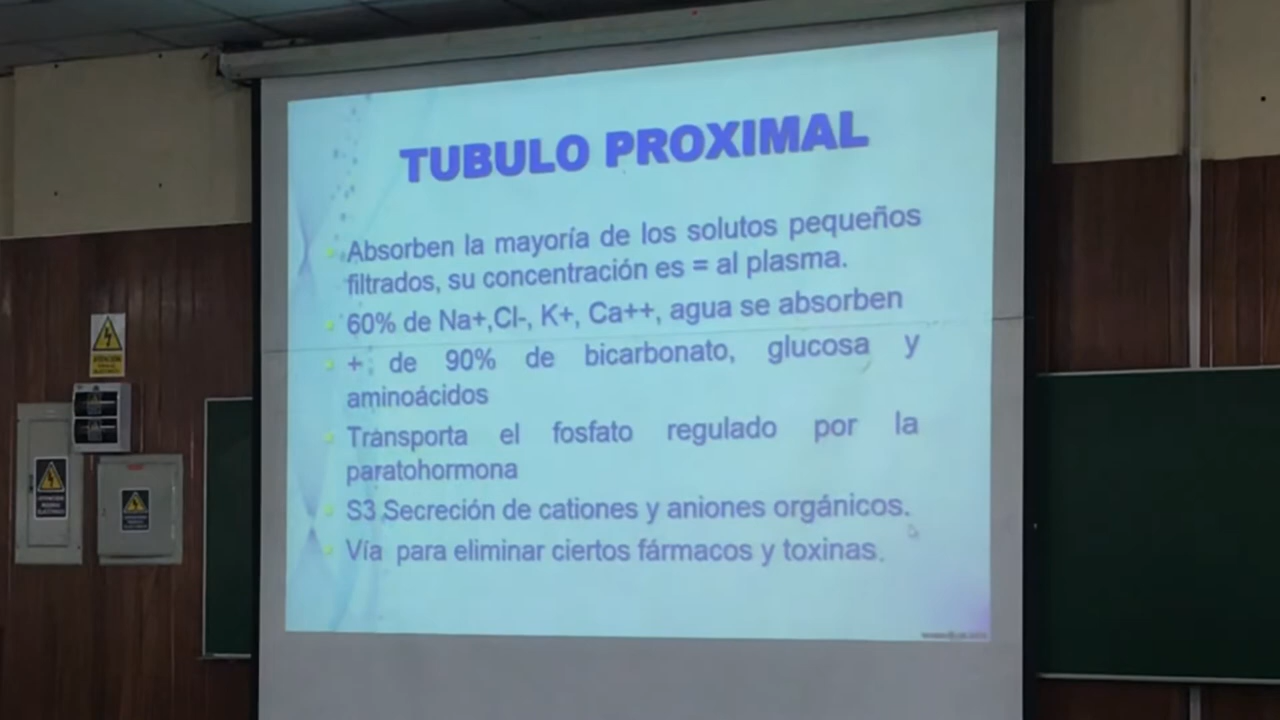 TUBULO PROXIMAL
Absorben la mayoría de los solutos pequeños
filtrados, su concentración es = al plasma.
60% de Na+,Cl-, K+, Ca++, agua se absorben
+ de 90% de bicarbonato, glucosa y
aminoácidos
Transporta el fosfato regulado por la
paratohormona
S3 Secreción de cationes y aniones orgánicos.
Vía para eliminar ciertos fármacos y toxinas.
ATENCION